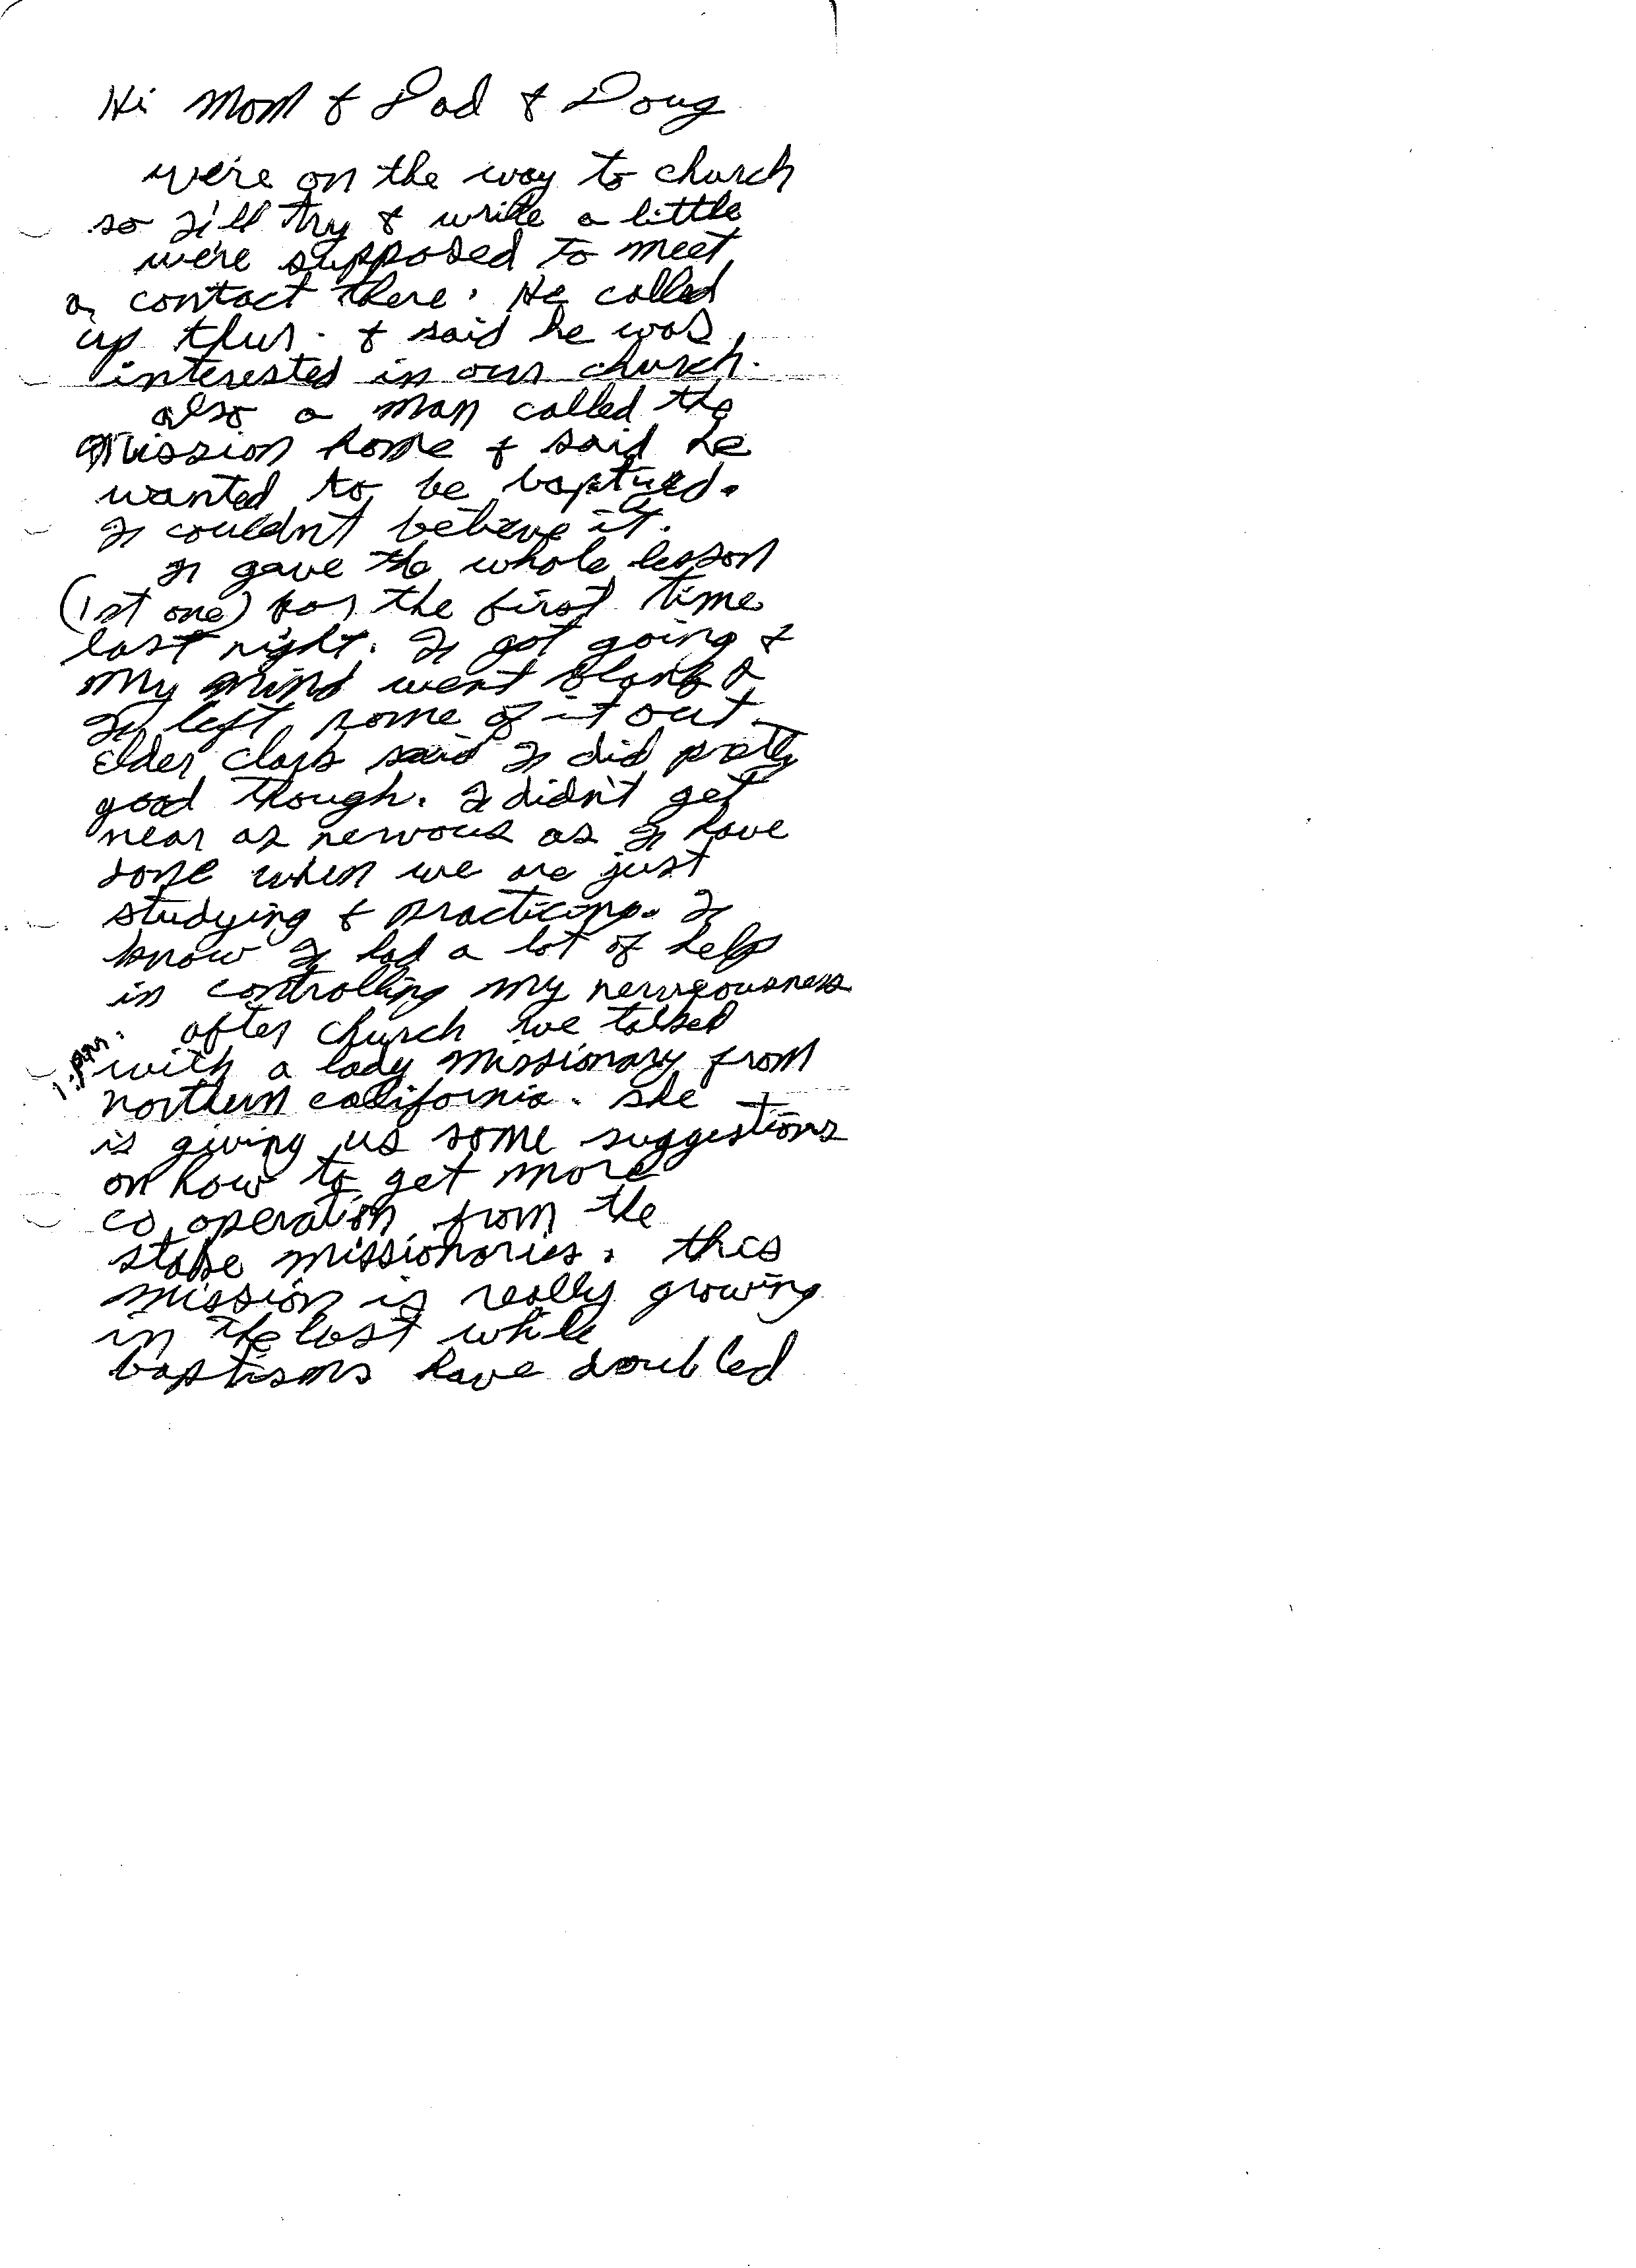 Hi Mom & Dad & Doug
we're on the way to church
so I'll try & write a little
we're supposed to meet
a contact there. He called
up thur. & said he was
interested in our church.
also a man called the
mission home & said he
wanted to be baptized.
I couldn't believe it.
I gave the whole lesson
(1st one) for the first time
last night. I got going &
my mind went blank &
I left some of it out.
Elder Clark said I did pretty
good though. I didn't get
near as nervous as I have
done when we are just
studying & practicing. I
know I had a lot of help
in controlling my nerveousness
1:PM. after church we talked
with a lady missionary from
northern california. she
is giving us some suggestions
on how to get more
co operation from the
stake missionaries. this
mission is really growing
in the last while
baptisms have doubled